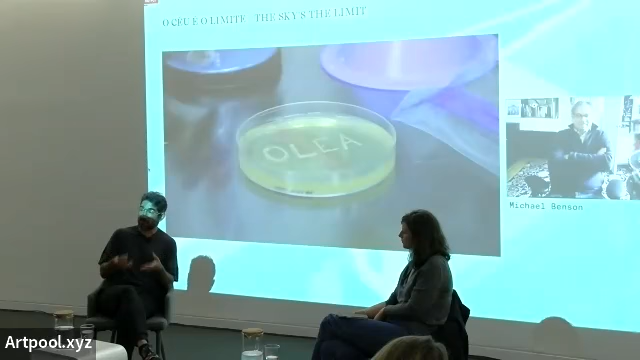 O CÉU É O LIMITE THE SKY'S THE LIMIT
OLEA
Michael Benson
Artpool.xyz